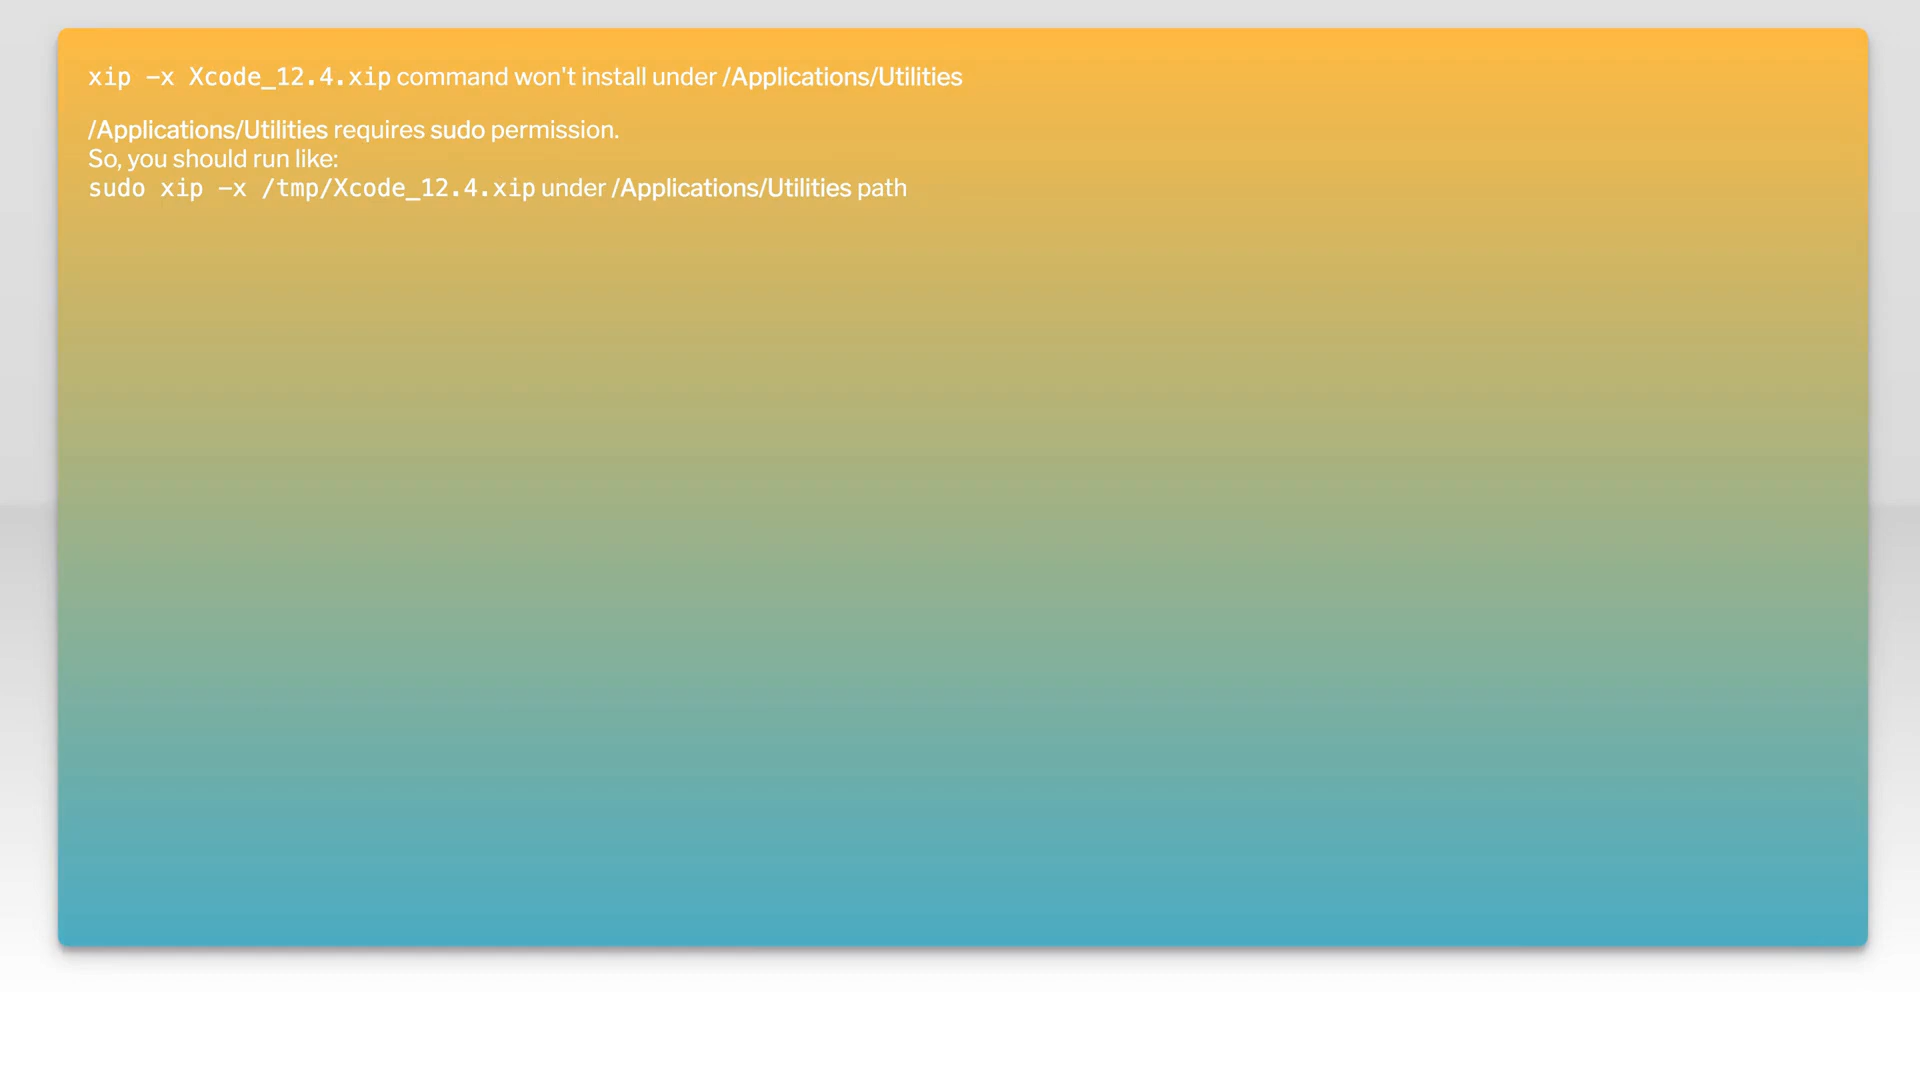 xip -x Xcode_12.4.xip command won't install under /Applications/Utilities
/Applications/Utilities requires sudo permission.
So, you should run like:
sudo xip -x /tmp/Xcode_12.4.xip under /Applications/Utilities path